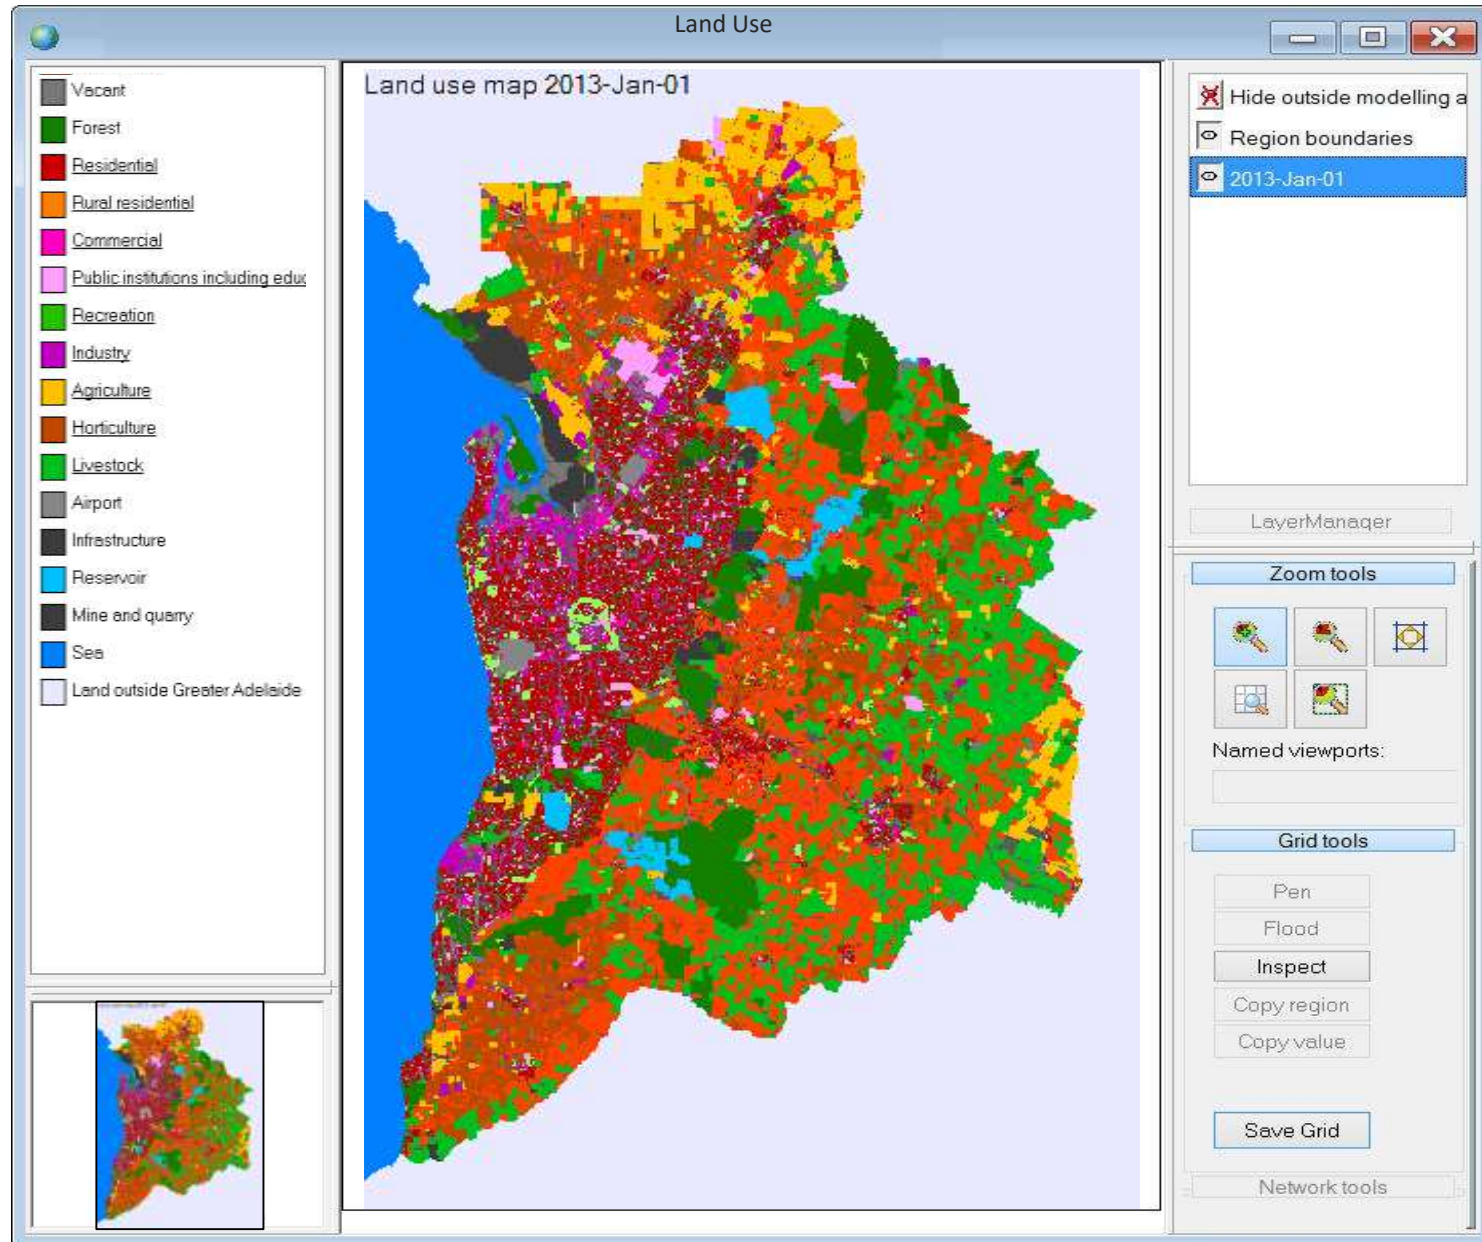 Land Use
Vacant
Forest
Residential
Rural residential
Commercial
Public institutions including educ
Recreation
Industry
Agriculture
Horticulture
Livestock
Airport
Infrastructure
Reservoir
Mine and quarry
Sea
Land outside Greater Adelaide
Land use map 2013-Jan-01
Hide outside modelling a
Region boundaries
2013-Jan-01
LayerManager
Zoom tools
Named viewports:
Grid tools
Pen
Flood
Inspect
Copy region
Copy value
Save Grid
Network tools